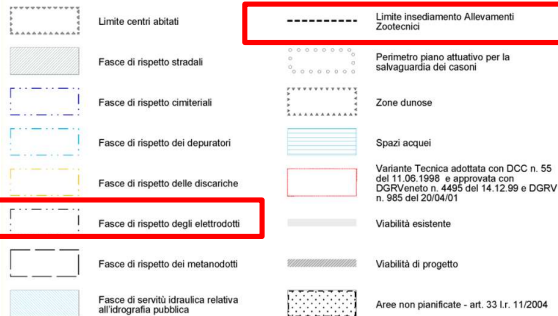 Limite centri abitati
Fasce di rispetto stradali
Fasce di rispetto cimiteriali
Fasce di rispetto dei depuratori
Fasce di rispetto delle discariche
Fasce di rispetto degli elettrodotti
Fasce di rispetto dei metanodotti
Fasce di servitù idraulica relativa
all'idrografia pubblica
Limite insediamento Allevamenti
Zootecnici
Perimetro piano attuativo per la
salvaguardia dei casoni
Zone dunose
Spazi acquei
Variante Tecnica adottata con DCC n. 55
del 11.06.1998 e approvata con
DGRVeneto n. 4495 del 14.12.99 e DGRV
n. 985 del 20/04/01
Viabilità esistente
Viabilità di progetto
Aree non pianificate - art. 33 l.r. 11/2004